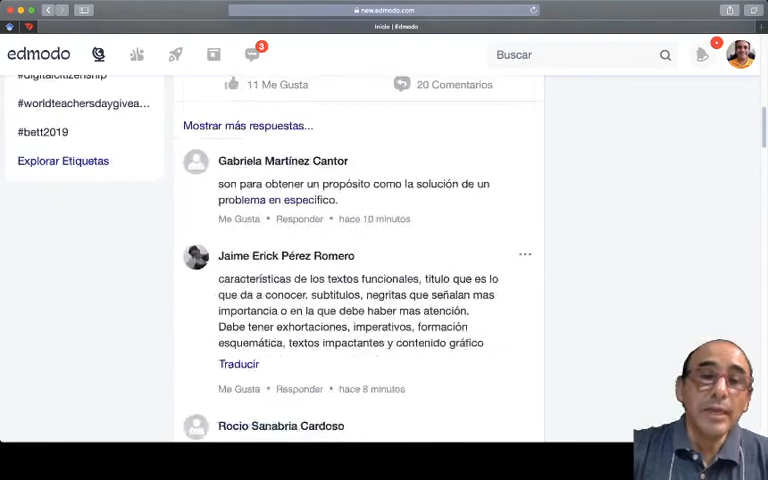 new.edmodo.com
Inicio | Edmodo
edmodo
3
Buscar
#digitalcitizenship
#worldteachersdaygivea...
#bett2019
Explorar Etiquetas
11 Me Gusta
20 Comentarios
Mostrar más respuestas...
Gabriela Martínez Cantor
son para obtener un propósito como la solución de un
problema en específico.
Me Gusta • Responder • hace 10 minutos
Jaime Erick Pérez Romero
características de los textos funcionales, título que es lo
que da a conocer. subtitulos, negritas que señalan mas
importancia o en la que debe haber mas atención.
Debe tener exhortaciones, imperativos, formación
esquemática, textos impactantes y contenido gráfico
Traducir
Me Gusta • Responder • hace 8 minutos
Rocio Sanabria Cardoso